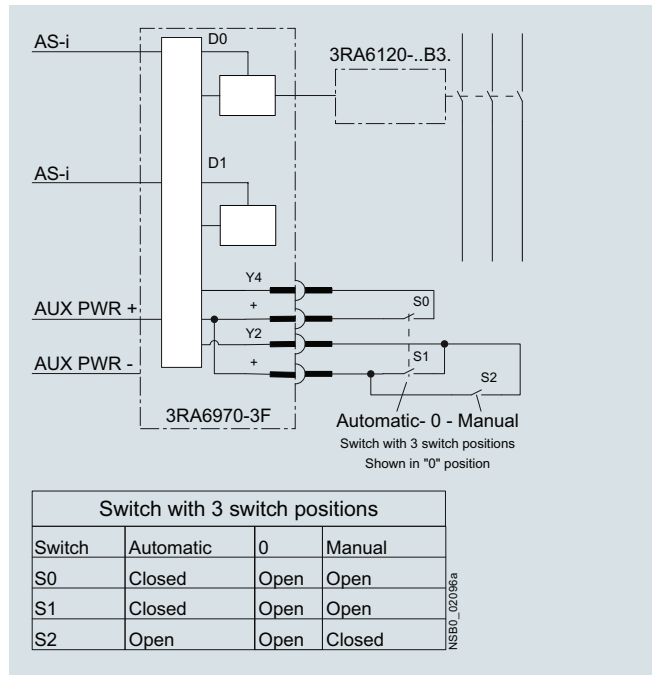 AS-i
D0
3RA6120-..B3.
D1
AS-i
Y4
AUX PWR +
+
S0
Y2
AUX PWR -
+
S1
S2
3RA6970-3F
Automatic- 0 - Manual
Switch with 3 switch positions
Shown in "0" position
Switch with 3 switch positions
Switch Automatic 0 Manual
S0 Closed Open Open
S1 Closed Open Open
S2 Open Open Closed
NSB0_02096a